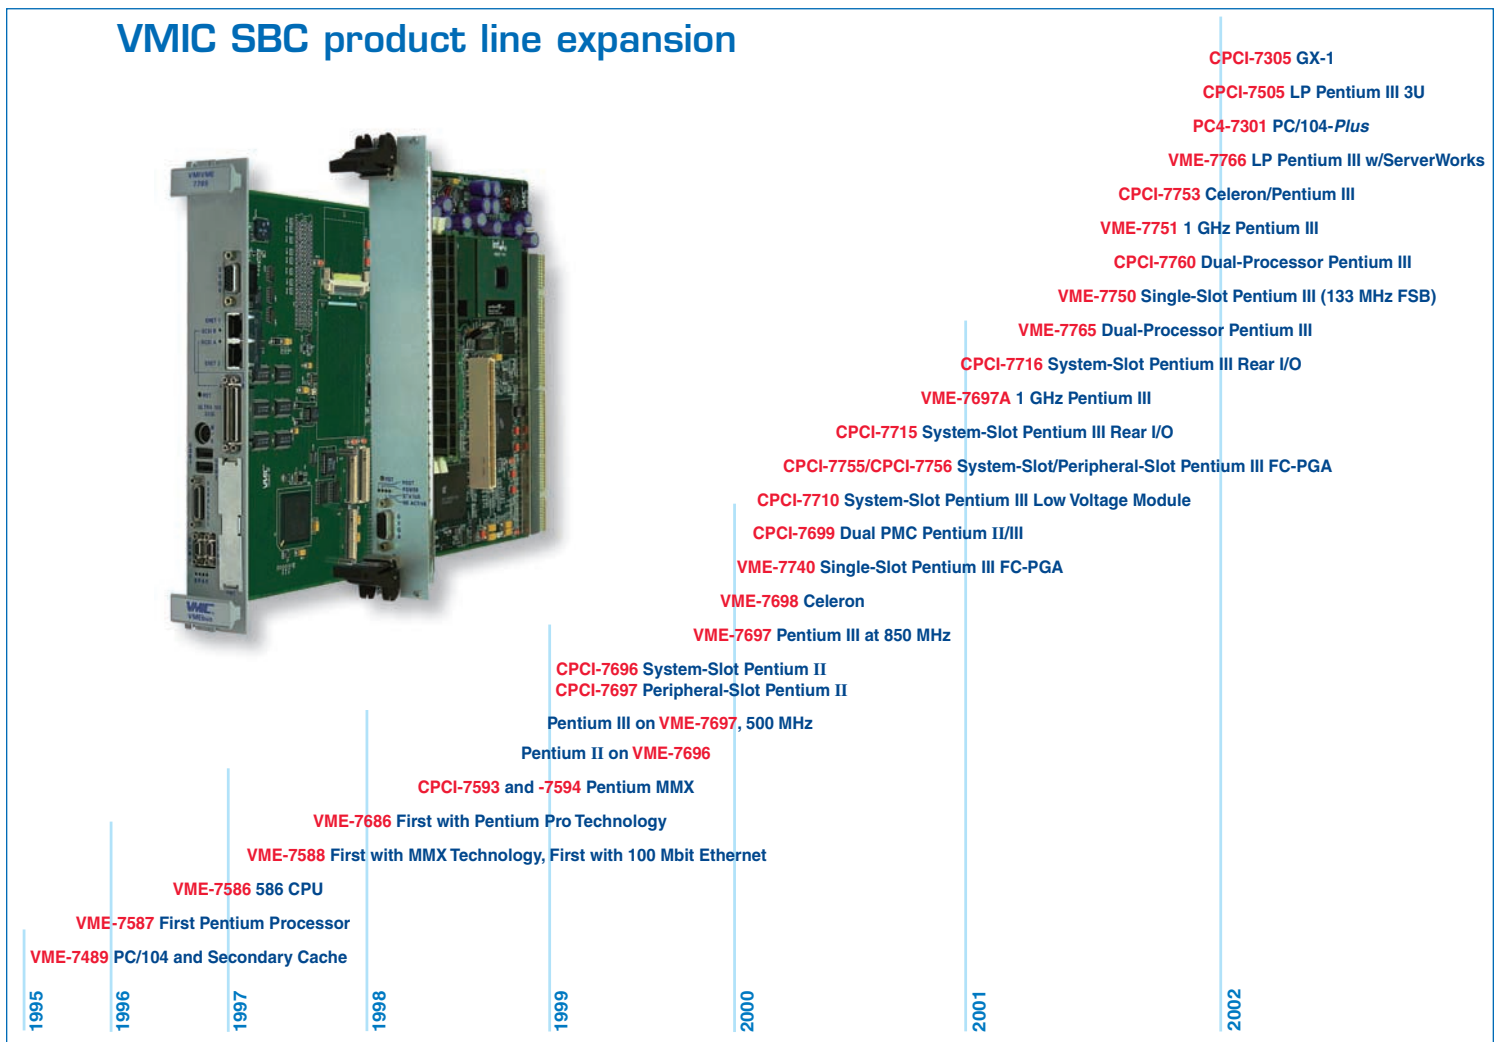 VMIC SBC product line expansion
CPCI-7305 GX-1
CPCI-7505 LP Pentium III 3U
PC4-7301 PC/104-Plus
VME-7766 LP Pentium III w/ServerWorks
CPCI-7753 Celeron/Pentium III
VME-7751 1 GHz Pentium III
CPCI-7760 Dual-Processor Pentium III
VME-7750 Single-Slot Pentium III (133 MHz FSB)
VME-7765 Dual-Processor Pentium III
CPCI-7716 System-Slot Pentium III Rear I/O
VME-7697A 1 GHz Pentium III
CPCI-7715 System-Slot Pentium III Rear I/O
CPCI-7755/CPCI-7756 System-Slot/Peripheral-Slot Pentium III FC-PGA
CPCI-7710 System-Slot Pentium III Low Voltage Module
CPCI-7699 Dual PMC Pentium II/III
VME-7740 Single-Slot Pentium III FC-PGA
VME-7698 Celeron
VME-7697 Pentium III at 850 MHz
CPCI-7696 System-Slot Pentium II
CPCI-7697 Peripheral-Slot Pentium II
Pentium III on VME-7697, 500 MHz
Pentium II on VME-7696
CPCI-7593 and -7594 Pentium MMX
VME-7686 First with Pentium Pro Technology
VME-7588 First with MMX Technology, First with 100 Mbit Ethernet
VME-7586 586 CPU
VME-7587 First Pentium Processor
VME-7489 PC/104 and Secondary Cache
1995
1996
1997
1998
1999
2000
2001
2002
VMIVME
RST
VMIC
VMEbus
RST
HOST
POWER
STATUS